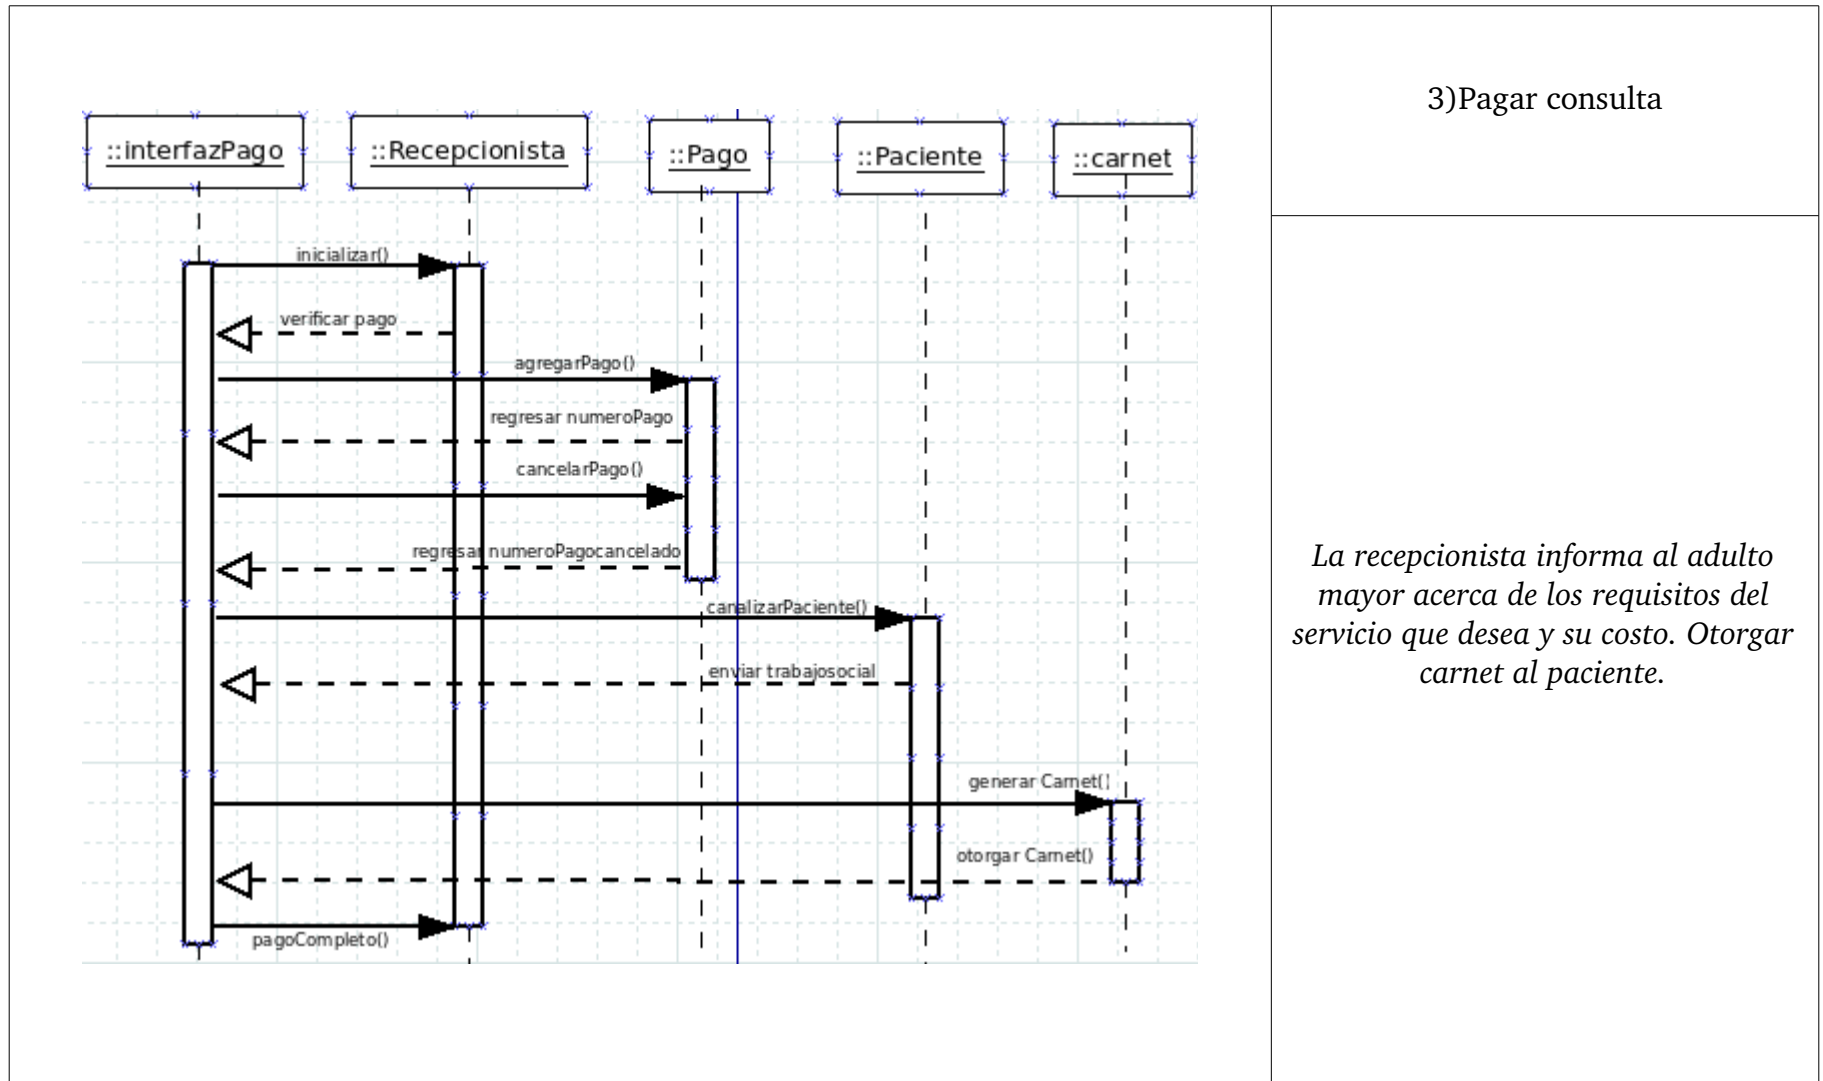 ::interfazPago
::Recepcionista
::Pago
::Paciente
::carnet
inicializar()
verificar pago
agregarPago()
regresar numeroPago
cancelarPago()
regresar numeroPagocancelado
canalizarPaciente()
enviar trabajosocial
generar Carnet()
otorgar Carnet()
pagoCompleto()
3)Pagar consulta
La recepcionista informa al adulto
mayor acerca de los requisitos del
servicio que desea y su costo. Otorgar
carnet al paciente.